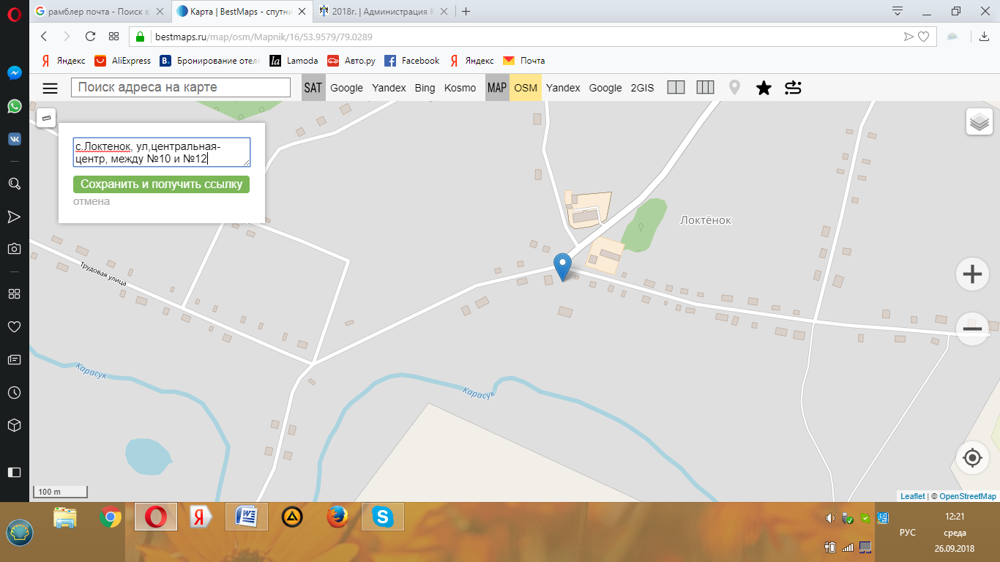 рамблер почта - Поиск в
Карта | BestMaps - спутни
2018г. | Администрация К
bestmaps.ru/map/osm/Mapnik/16/53.9579/79.0289
Яндекс
AliExpress
Бронирование отеле
Lamoda
Авто.ру
Facebook
Яндекс
Почта
Поиск адреса на карте
SAT Google Yandex Bing Kosmo MAP OSM Yandex Google 2GIS
с.Локтенок, ул,центральная-
центр, между №10 и №12
Сохранить и получить ссылку
отмена
Локтёнок
Трудовая улица
Карасук
Карасук
100 m
Leaflet | © OpenStreetMap
12:21
РУС
среда
26.09.2018